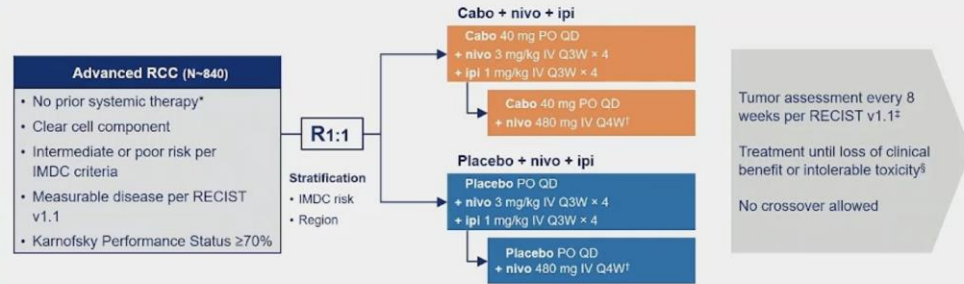 Advanced RCC (N~840)
• No prior systemic therapy*
• Clear cell component
• Intermediate or poor risk per
IMDC criteria
• Measurable disease per RECIST
v1.1
• Karnofsky Performance Status ≥70%
R1:1
Stratification
• IMDC risk
• Region
Cabo + nivo + ipi
Cabo 40 mg PO QD
+ nivo 3 mg/kg IV Q3W × 4
+ ipi 1 mg/kg IV Q3W × 4
Cabo 40 mg PO QD
+ nivo 480 mg IV Q4W†
Placebo + nivo + ipi
Placebo PO QD
+ nivo 3 mg/kg IV Q3W × 4
+ ipi 1 mg/kg IV Q3W × 4
Placebo PO QD
+ nivo 480 mg IV Q4W†
Tumor assessment every 8
weeks per RECIST v1.1‡
Treatment until loss of clinical
benefit or intolerable toxicity§
No crossover allowed